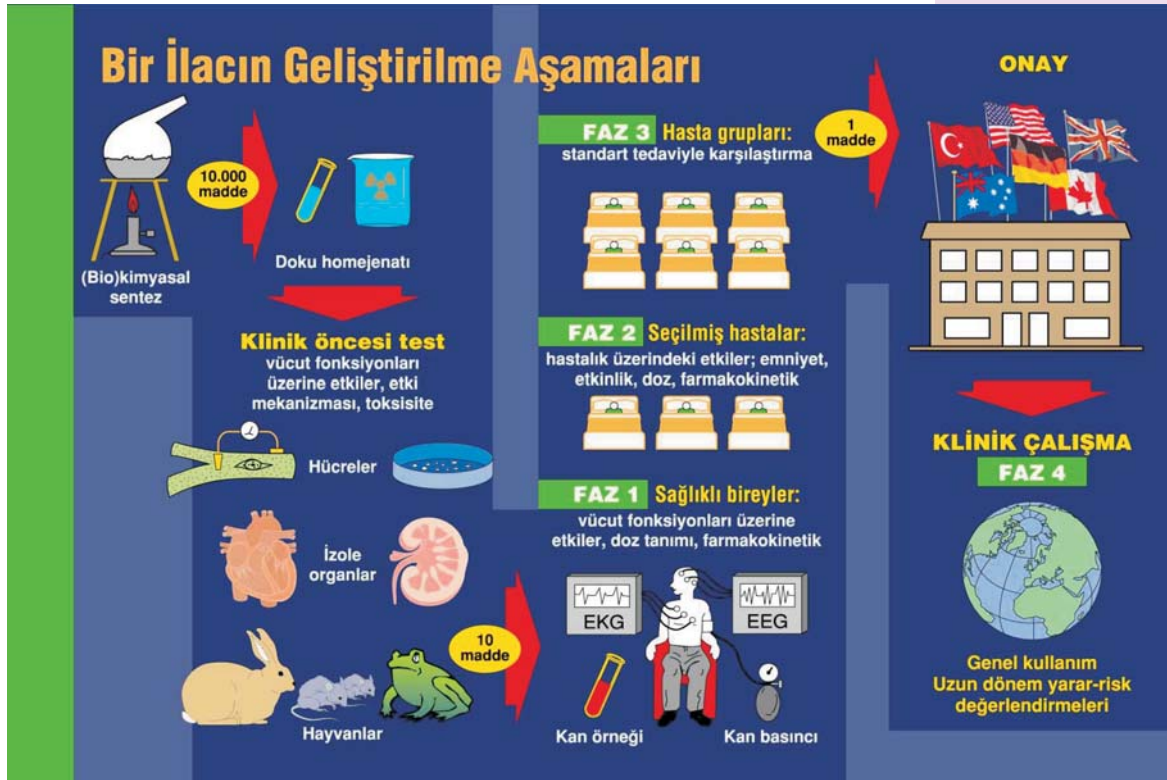 Bir İlacın Geliştirilme Aşamaları
10.000
madde
(Bio)kimyasal
sentez
Doku homejenatı
Klinik öncesi test
vücut fonksiyonları
üzerine etkiler, etki
mekanizması, toksisite
Hücreler
İzole
organlar
Hayvanlar
10
madde
FAZ 1 Sağlıklı bireyler:
vücut fonksiyonları üzerine
etkiler, doz tanımı, farmakokinetik
EKG
EEG
Kan örneği
Kan basıncı
FAZ 2 Seçilmiş hastalar:
hastalık üzerindeki etkiler; emniyet,
etkinlik, doz, farmakokinetik
FAZ 3 Hasta grupları:
standart tedaviyle karşılaştırma
1
madde
ONAY
KLİNİK ÇALIŞMA
FAZ 4
Genel kullanım
Uzun dönem yarar-risk
değerlendirmeleri